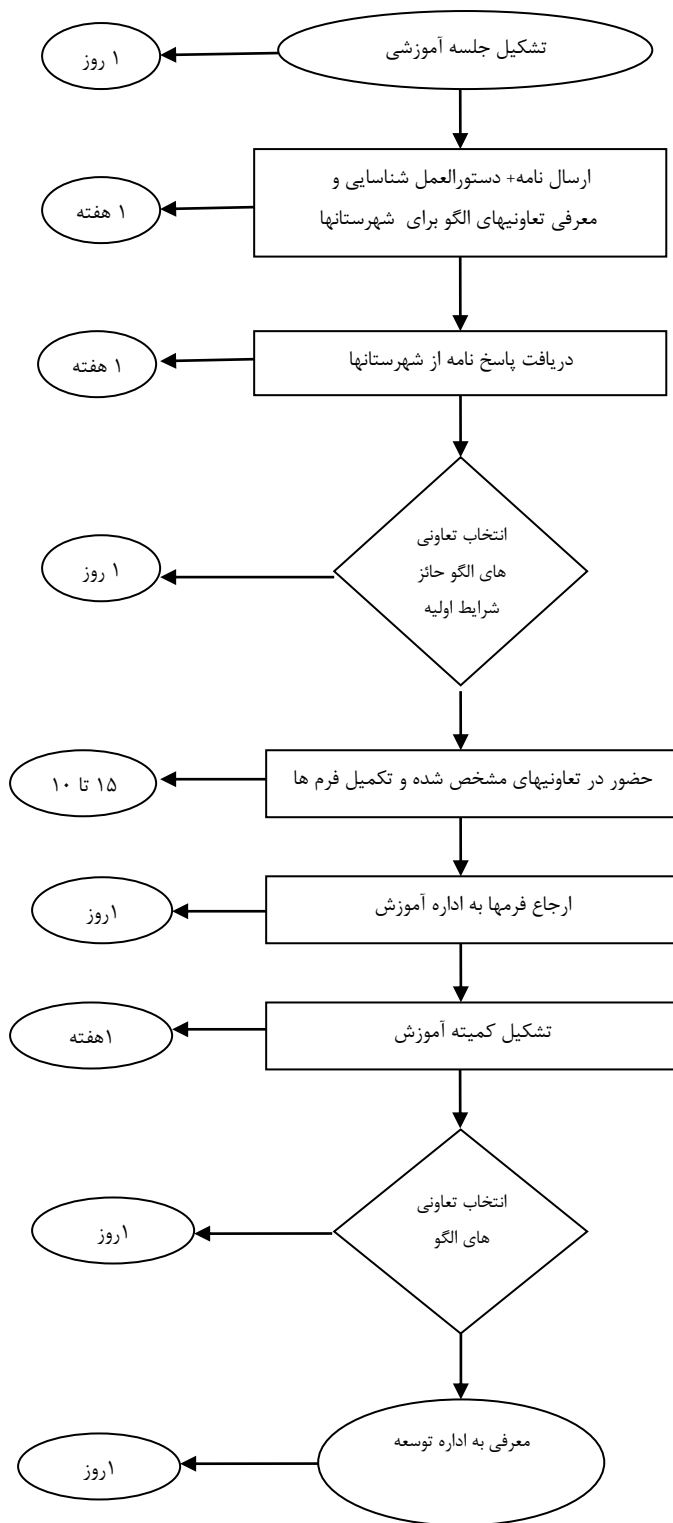 تشکیل جلسه آموزشی
۱ روز
ارسال نامه+ دستورالعمل شناسایی و
معرفی تعاونیهای الگو برای شهرستانها
۱ هفته
دریافت پاسخ نامه از شهرستانها
۱ هفته
انتخاب تعاونی
های الگو حائز
شرایط اولیه
۱ روز
حضور در تعاونیهای مشخص شده و تکمیل فرم ها
۱۵ تا ۱۰
ارجاع فرمها به اداره آموزش
۱روز
تشکیل کمیته آموزش
۱هفته
انتخاب تعاونی
های الگو
۱روز
معرفی به اداره توسعه
۱روز